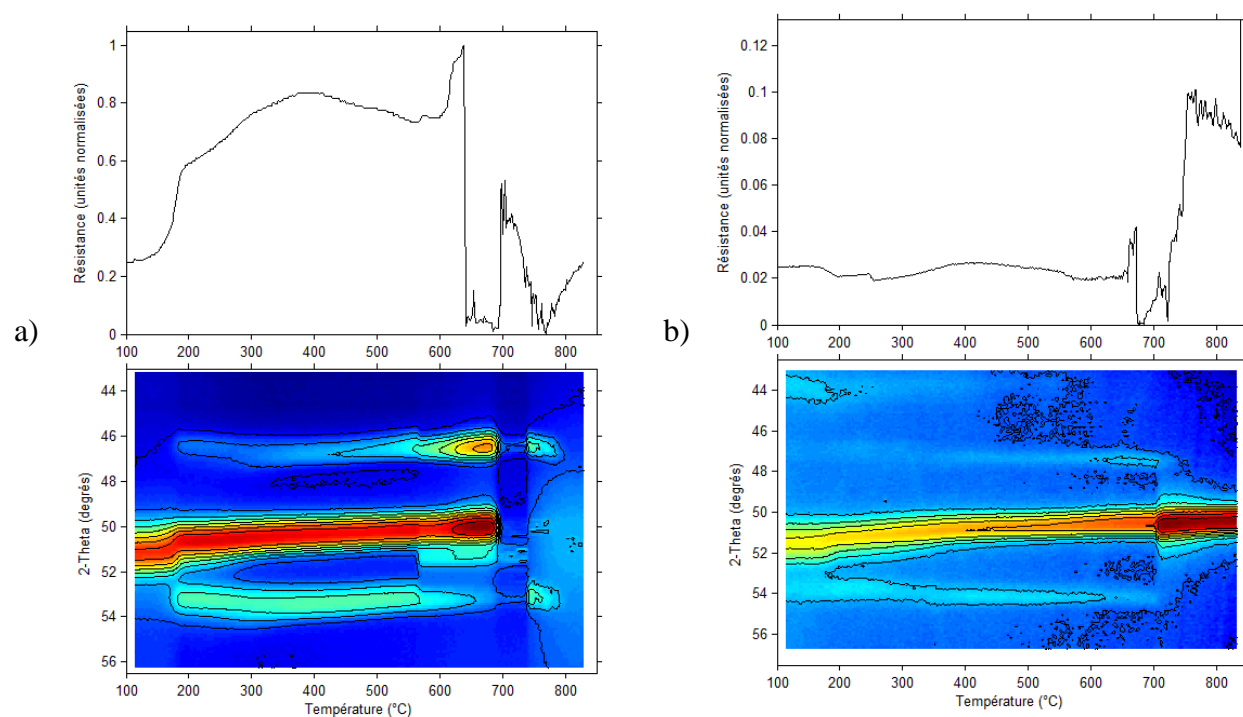 a)
Résistance (unités normalisées)
1
0.8
0.6
0.4
0.2
0
100 200 300 400 500 600 700 800
2-Theta (degrés)
44
46
48
50
52
54
56
100 200 300 400 500 600 700 800
Température (°C)
b)
Résistance (unités normalisées)
0.12
0.1
0.08
0.06
0.04
0.02
0
100 200 300 400 500 600 700 800
2-Theta (degrés)
44
46
48
50
52
54
56
100 200 300 400 500 600 700 800
Température (°C)